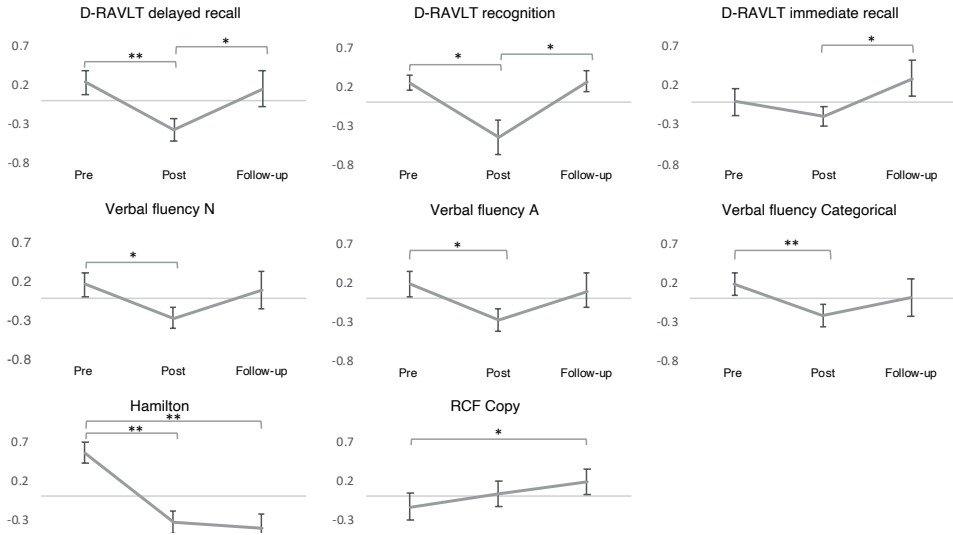 D-RAVLT delayed recall
0.7
*
**
0.2
-0.3
-0.8
Pre Post Follow-up
D-RAVLT recognition
0.7
*
*
0.2
-0.3
-0.8
Pre Post Follow-up
D-RAVLT immediate recall
0.7
*
0.2
-0.3
-0.8
Pre Post Follow-up
Verbal fluency N
0.7
*
0.2
-0.3
-0.8
Pre Post Follow-up
Verbal fluency A
0.7
*
0.2
-0.3
-0.8
Pre Post Follow-up
Verbal fluency Categorical
0.7
**
0.2
-0.3
-0.8
Pre Post Follow-up
Hamilton
**
**
0.7
0.2
-0.3
RCF Copy
0.7
*
0.2
-0.3